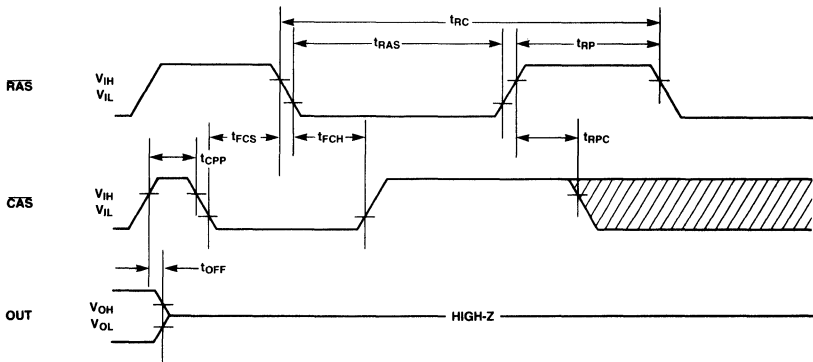 tRC
tRAS
tRP
RAS
VIH
VIL
tFCS
tFCH
tRPC
tCPP
CAS
VIH
VIL
tOFF
OUT
VOH
VOL
HIGH-Z